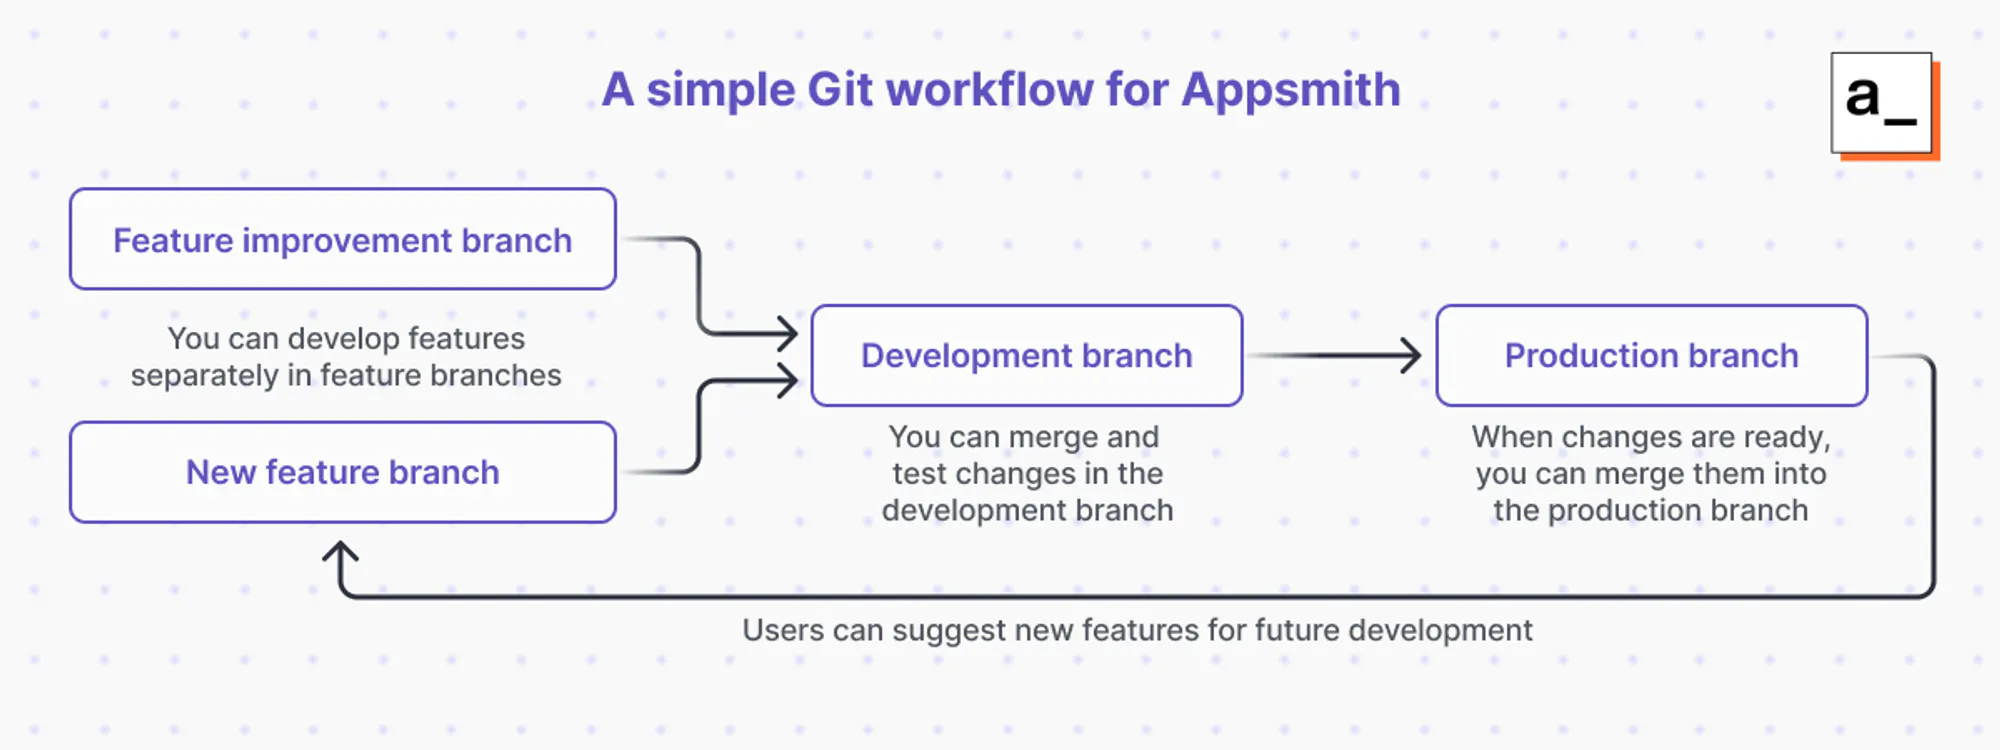 A simple Git workflow for Appsmith
a_
Feature improvement branch
You can develop features
separately in feature branches
New feature branch
Development branch
You can merge and
test changes in the
development branch
Production branch
When changes are ready,
you can merge them into
the production branch
Users can suggest new features for future development